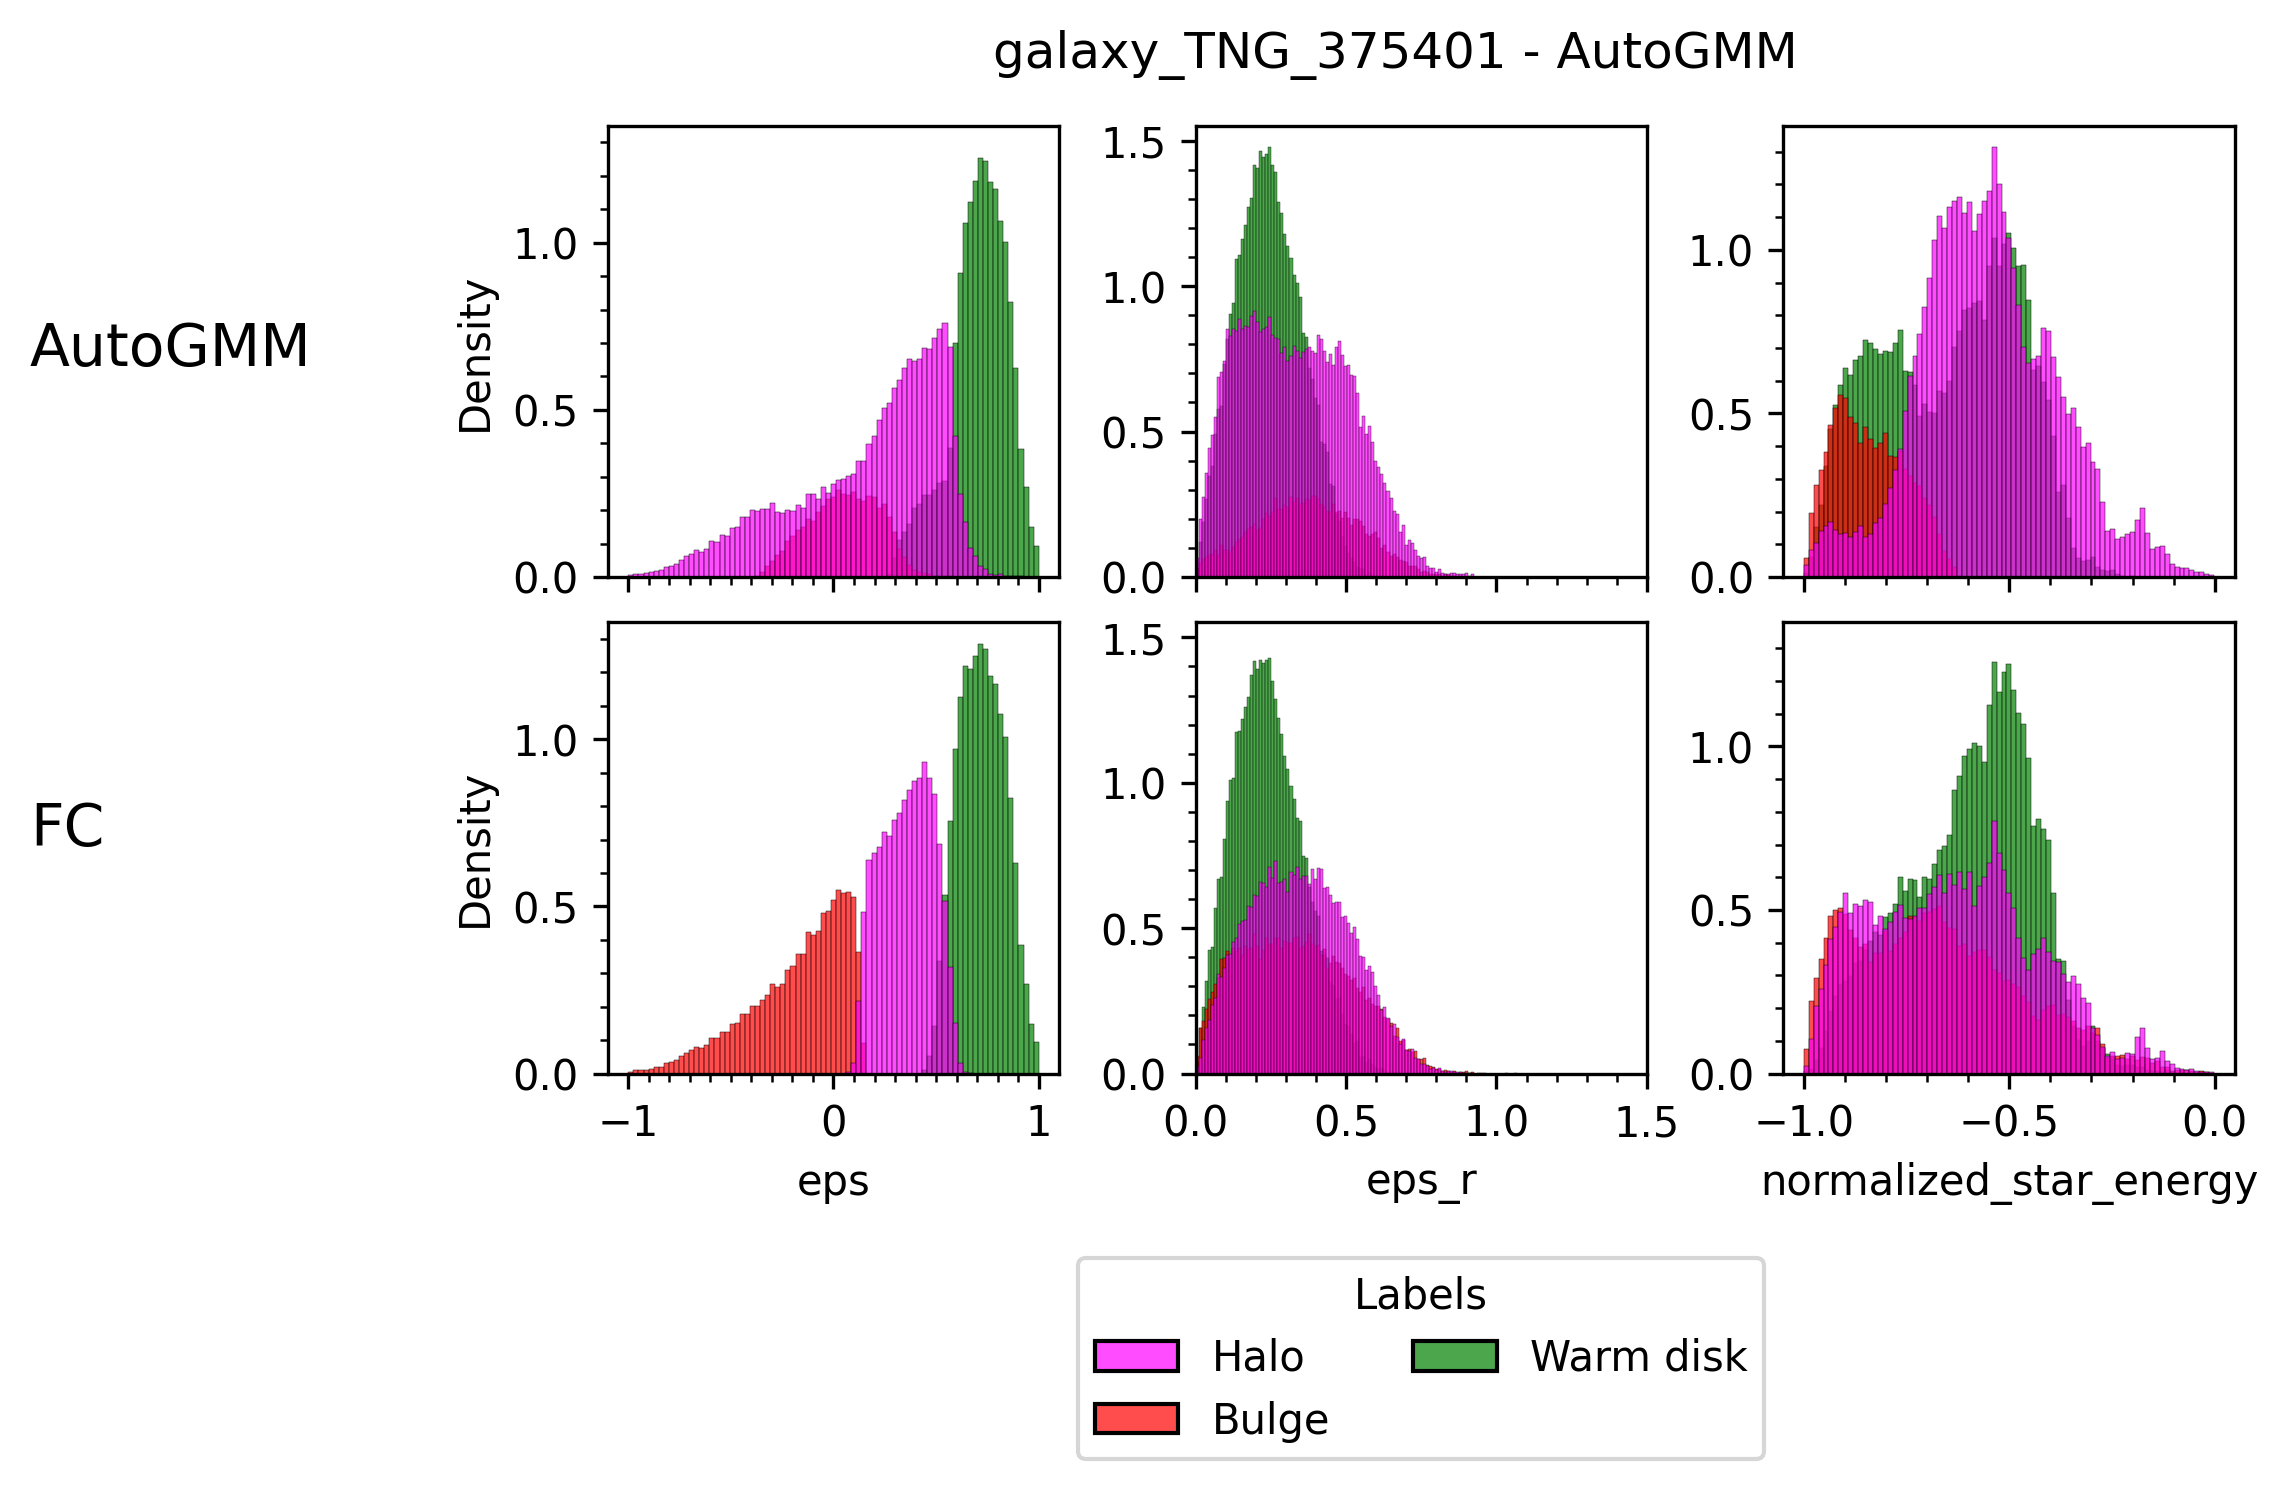 galaxy_TNG_375401 - AutoGMM
AutoGMM
Density
1.0
0.5
0.0
1.5
1.0
0.5
0.0
1.0
0.5
0.0
FC
Density
1.0
0.5
0.0
1.5
1.0
0.5
0.0
1.0
0.5
0.0
−1 0 1
0.0 0.5 1.0 1.5
−1.0 −0.5 0.0
eps
eps_r
normalized_star_energy
Labels
Halo
Warm disk
Bulge